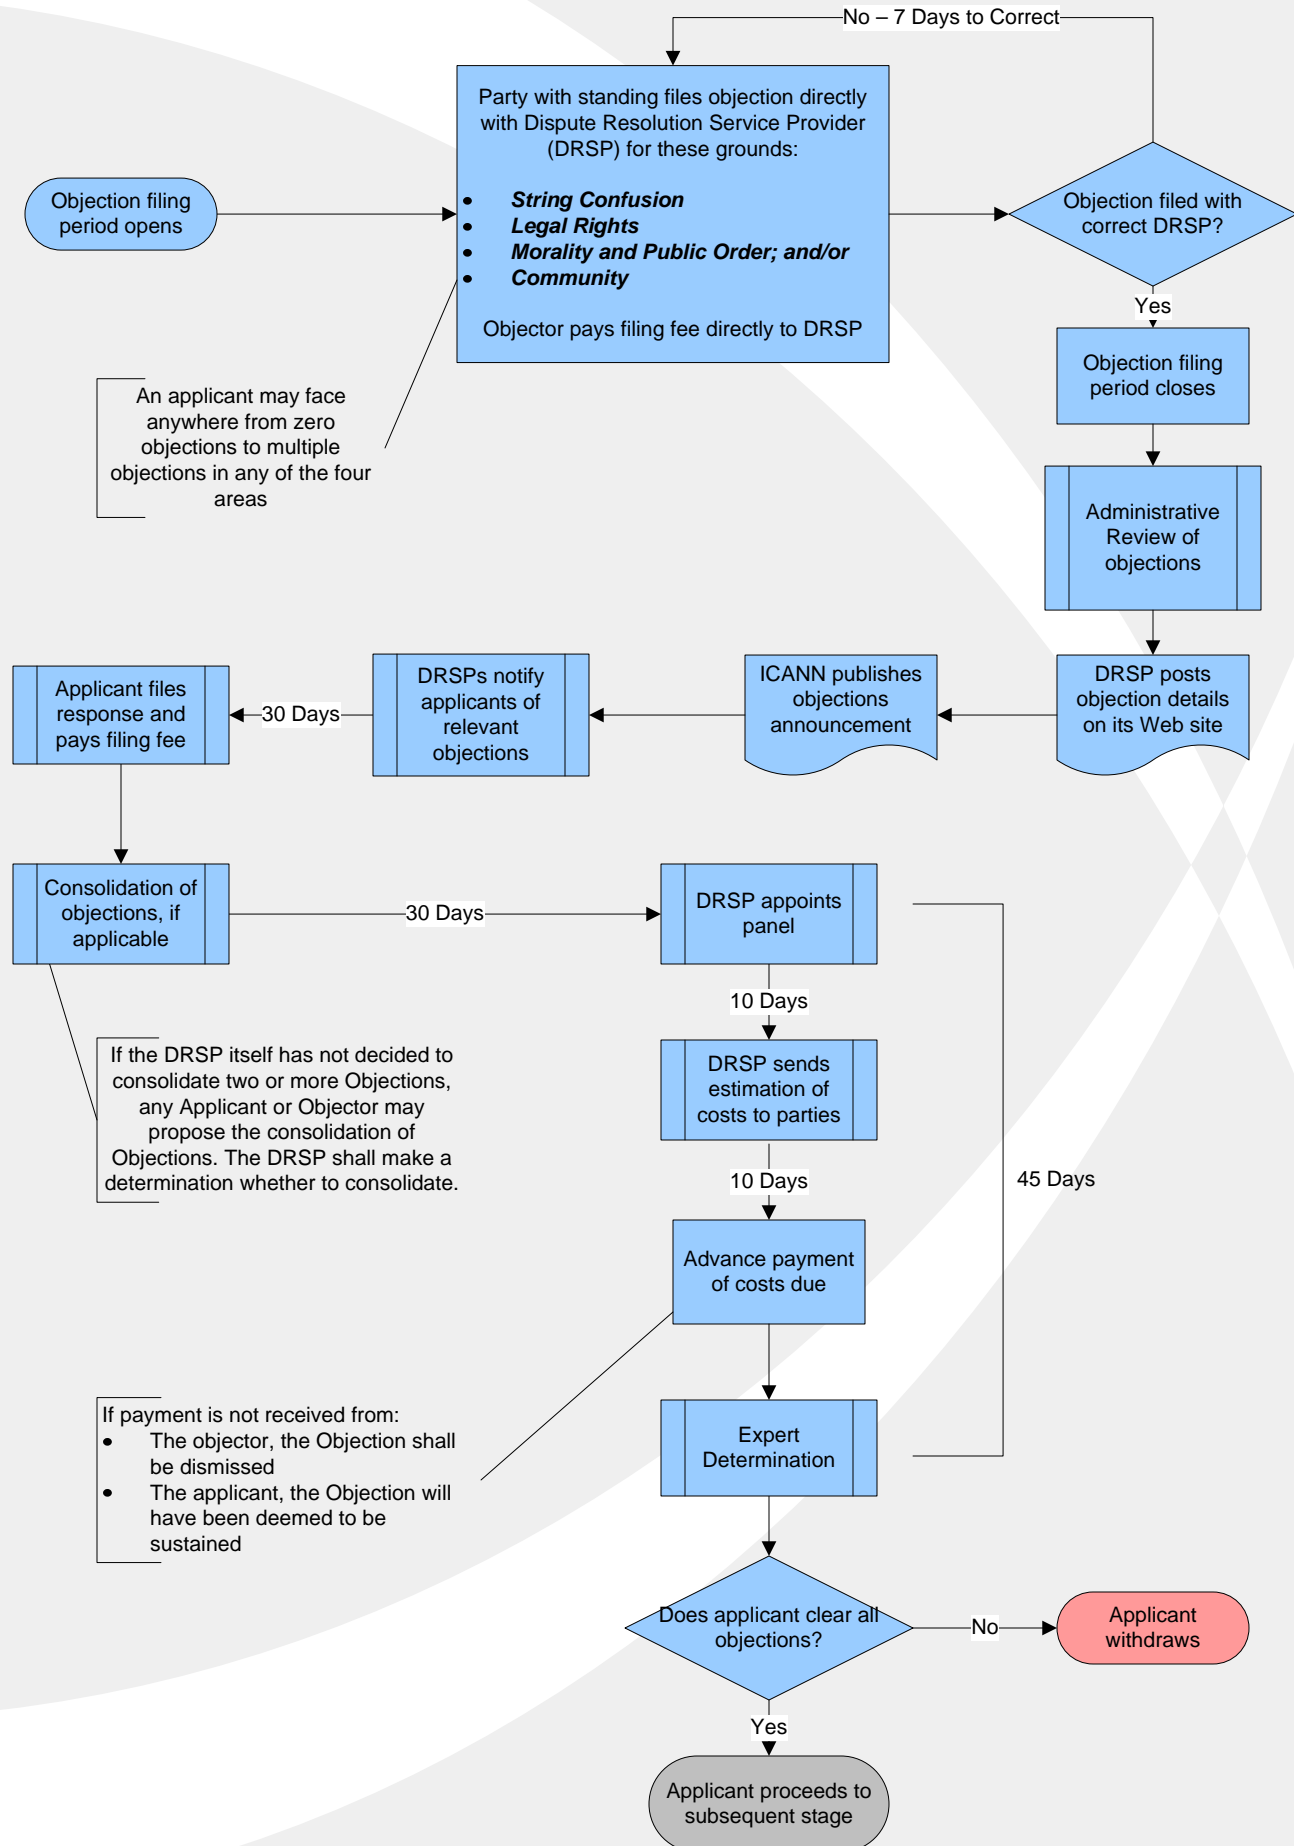 No – 7 Days to Correct
Party with standing files objection directly
with Dispute Resolution Service Provider
(DRSP) for these grounds:
• String Confusion
• Legal Rights
• Morality and Public Order; and/or
• Community
Objector pays filing fee directly to DRSP
Objection filing
period opens
Objection filed with
correct DRSP?
Yes
Objection filing
period closes
An applicant may face
anywhere from zero
objections to multiple
objections in any of the four
areas
Administrative
Review of
objections
DRSP posts
objection details
on its Web site
ICANN publishes
objections
announcement
DRSPs notify
applicants of
relevant
objections
30 Days
Applicant files
response and
pays filing fee
Consolidation of
objections, if
applicable
30 Days
DRSP appoints
panel
10 Days
If the DRSP itself has not decided to
consolidate two or more Objections,
any Applicant or Objector may
propose the consolidation of
Objections. The DRSP shall make a
determination whether to consolidate.
DRSP sends
estimation of
costs to parties
10 Days
45 Days
Advance payment
of costs due
If payment is not received from:
• The objector, the Objection shall
be dismissed
• The applicant, the Objection will
have been deemed to be
sustained
Expert
Determination
Does applicant clear all
objections?
No
Applicant
withdraws
Yes
Applicant proceeds to
subsequent stage